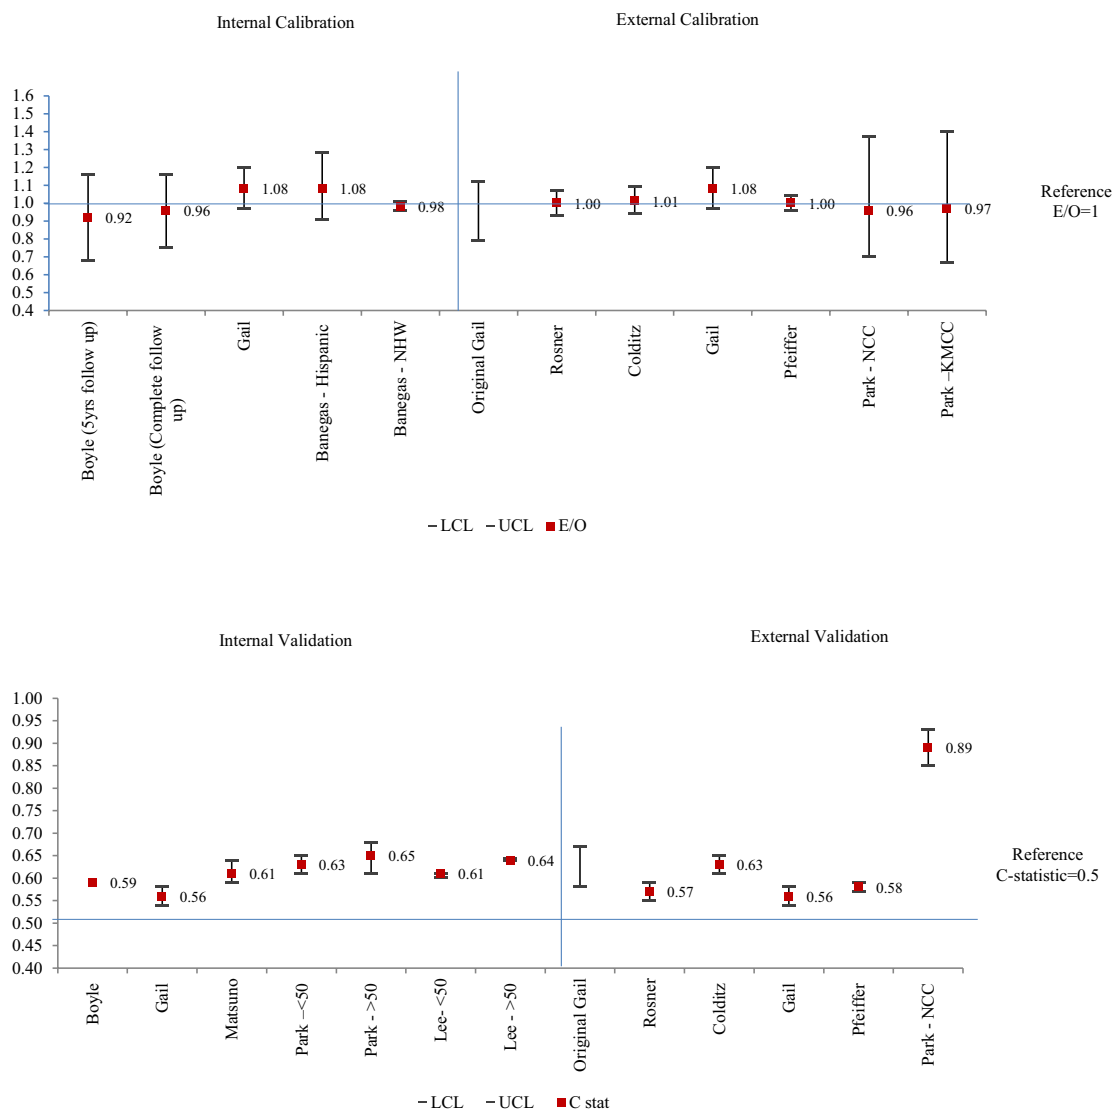 Internal Calibration
External Calibration
1.6
1.5
1.4
1.3
1.2
1.1
1.0
0.9
0.8
0.7
0.6
0.5
0.4
0.92
0.96
1.08
1.08
0.98
1.00
1.01
1.08
1.00
0.96
0.97
Reference
E/O=1
Boyle (5yrs follow up)
Boyle (Complete follow
up)
Gail
Banegas - Hispanic
Banegas - NHW
Original Gail
Rosner
Colditz
Gail
Pfeiffer
Park - NCC
Park –KMCC
LCL
UCL
E/O
Internal Validation
External Validation
1.00
0.95
0.90
0.85
0.80
0.75
0.70
0.65
0.60
0.55
0.50
0.45
0.40
0.59
0.56
0.61
0.63
0.65
0.61
0.64
0.57
0.63
0.56
0.58
0.89
Reference
C-statistic=0.5
Boyle
Gail
Matsuno
Park –<50
Park - >50
Lee- <50
Lee - >50
Original Gail
Rosner
Colditz
Gail
Pfeiffer
Park - NCC
LCL
UCL
C stat